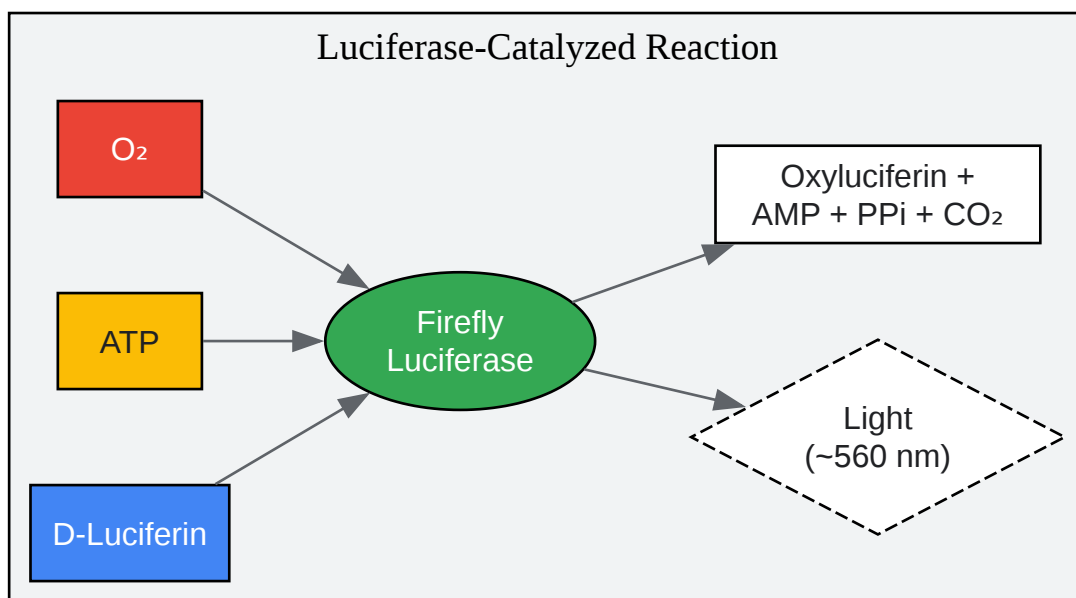 Luciferase-Catalyzed Reaction
O₂
ATP
D-Luciferin
Firefly
Luciferase
Oxyluciferin +
AMP + PPi + CO₂
Light
(~560 nm)